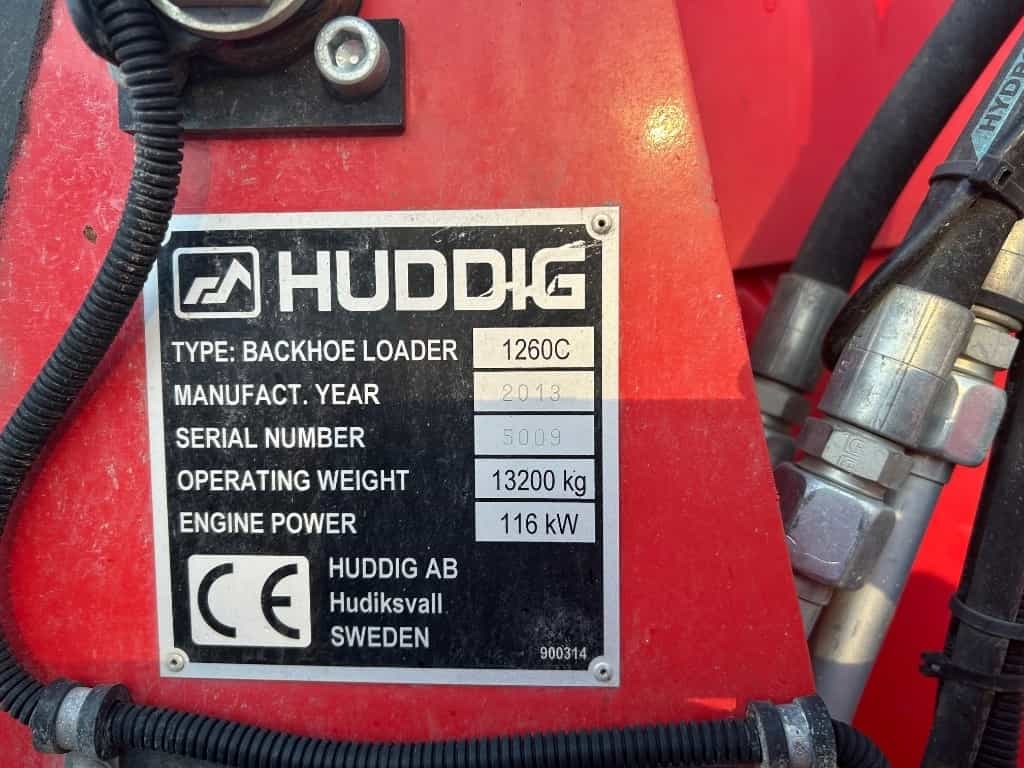 HUDDIG
TYPE: BACKHOE LOADER 1260C
MANUFACT. YEAR 2013
SERIAL NUMBER 5009
OPERATING WEIGHT 13200 kg
ENGINE POWER 116 kW
CE
HUDDIG AB
Hudiksvall
SWEDEN
900314